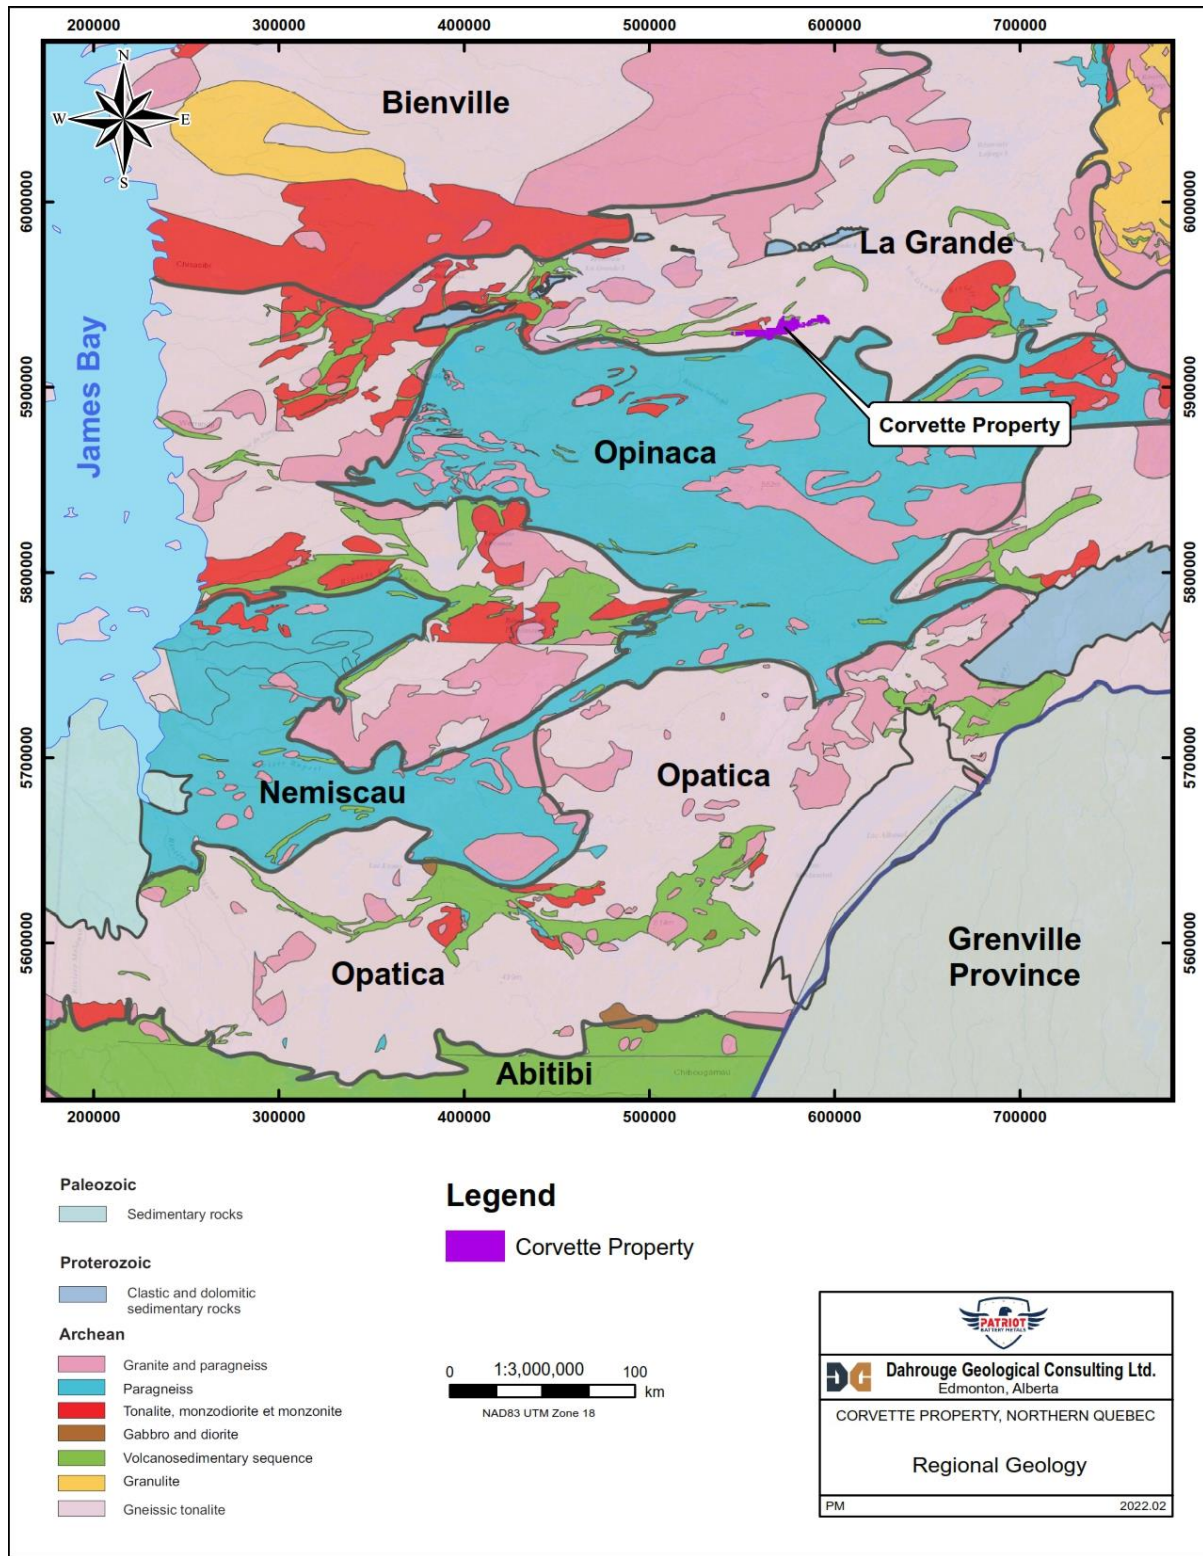 200000 300000 400000 500000 600000 700000
N
W E
S
Bienville
6000000 6000000
La Grande
James Bay
5900000 5900000
Corvette Property
Opinaca
5800000 5800000
5700000 5700000
Opatica
Nemiscau
5600000 5600000
Grenville
Province
Opatica
Abitibi
Chibougamau
200000 300000 400000 500000 600000 700000
Paleozoic
Sedimentary rocks
Proterozoic
Clastic and dolomitic
sedimentary rocks
Archean
Granite and paragneiss
Paragneiss
Tonalite, monzodiorite et monzonite
Gabbro and diorite
Volcanosedimentary sequence
Granulite
Gneissic tonalite
Legend
Corvette Property
0 1:3,000,000 100
km
NAD83 UTM Zone 18
PATRIOT
BATTERY METALS
DG Dahrouge Geological Consulting Ltd.
Edmonton, Alberta
CORVETTE PROPERTY, NORTHERN QUEBEC
Regional Geology
PM 2022.02